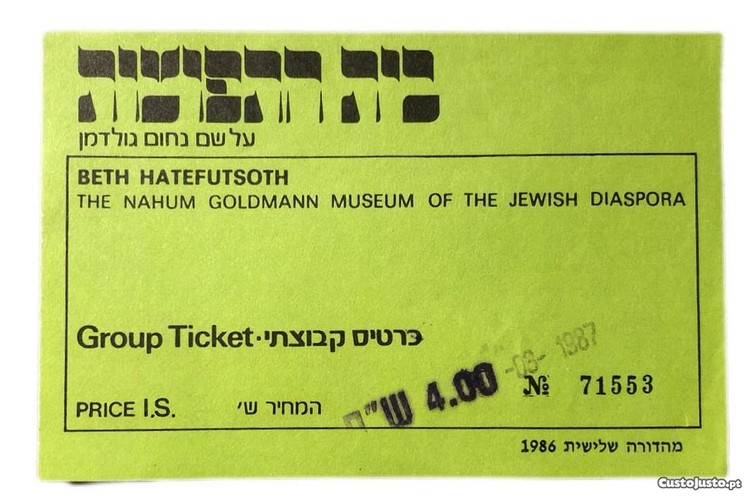 בית התפוצות
על שם נחום גולדמן
BETH HATEFUTSOTH
THE NAHUM GOLDMANN MUSEUM OF THE JEWISH DIASPORA
Group Ticket · כרטיס קבוצתי
-03- 1987
№ 71553
PRICE I.S. המחיר ש' 4.00 ש"ח
מהדורה שלישית 1986
CustoJusto.pt